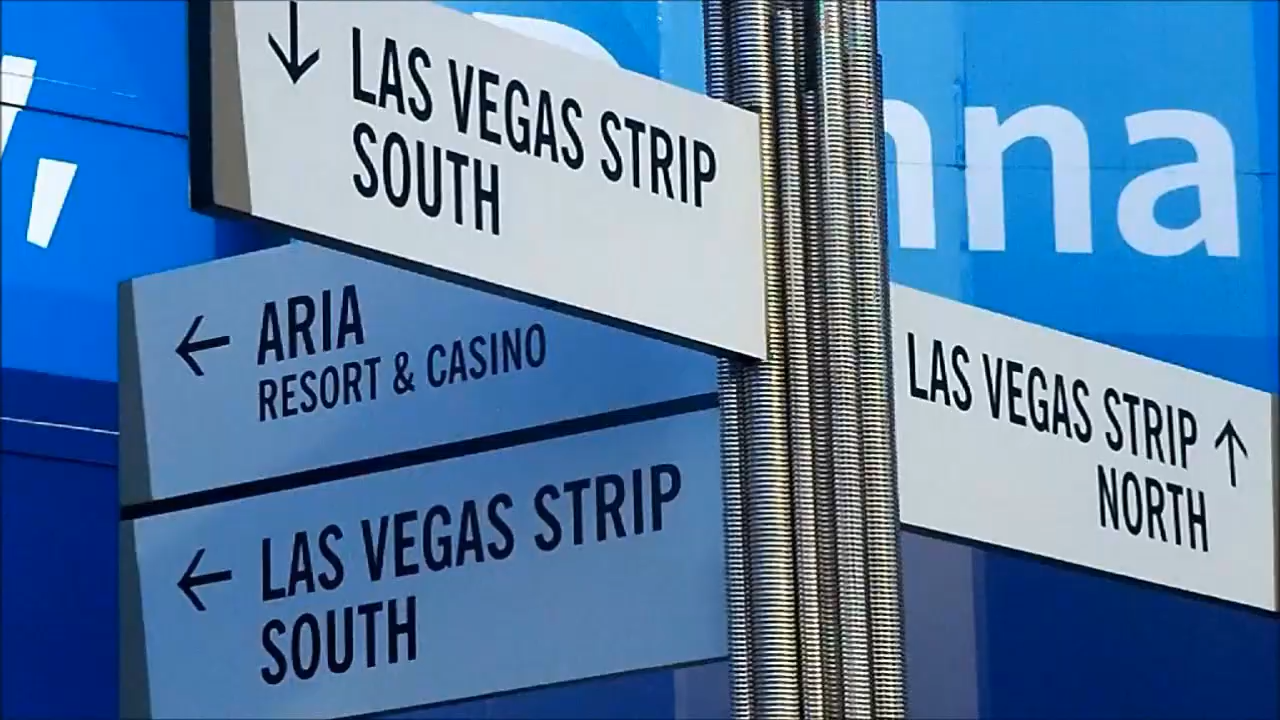 ↓ LAS VEGAS STRIP
SOUTH
← ARIA
RESORT & CASINO
← LAS VEGAS STRIP
SOUTH
LAS VEGAS STRIP ↑
NORTH